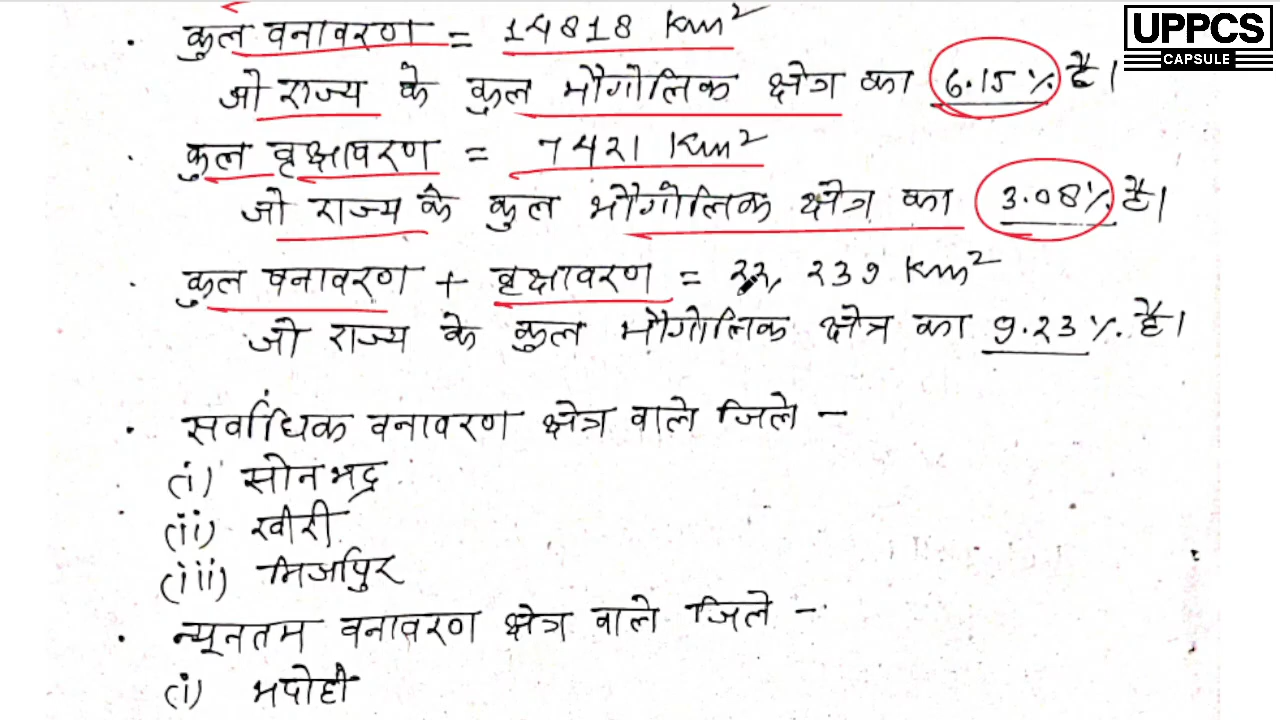 UPPCS
CAPSULE
• कुल वनावरण = 14818 Km²
जो राज्य के कुल भौगोलिक क्षेत्र का 6.15% है।
• कुल वृक्षावरण = 7421 Km²
जो राज्य के कुल भौगोलिक क्षेत्र का 3.08% है।
• कुल वनावरण + वृक्षावरण = 22,239 Km²
जो राज्य के कुल भौगोलिक क्षेत्र का 9.23% है।
• सर्वाधिक वनावरण क्षेत्र वाले जिले –
(i) सोनभद्र
(ii) खीरी
(iii) मिर्जापुर
• न्यूनतम वनावरण क्षेत्र वाले जिले –
(i) भदोही